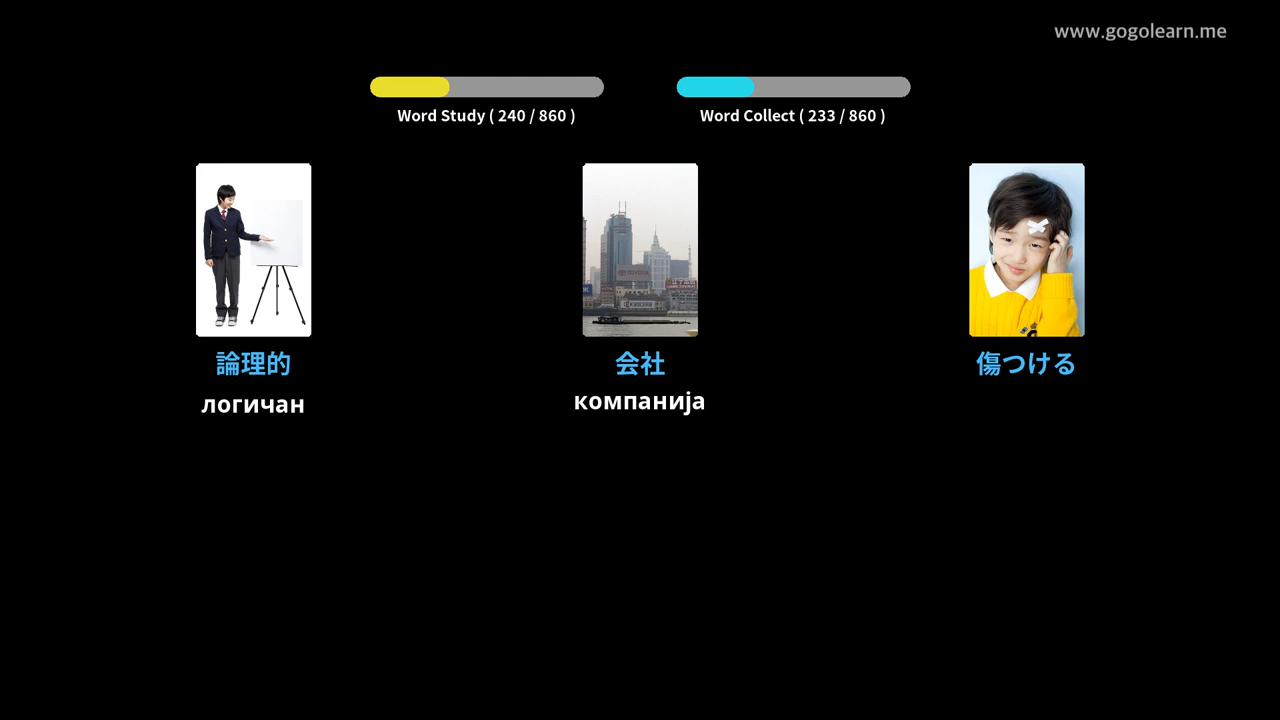 www.gogolearn.me
Word Study ( 240 / 860 )
Word Collect ( 233 / 860 )
論理的
会社
傷つける
логичан
компанија
TOYOTA